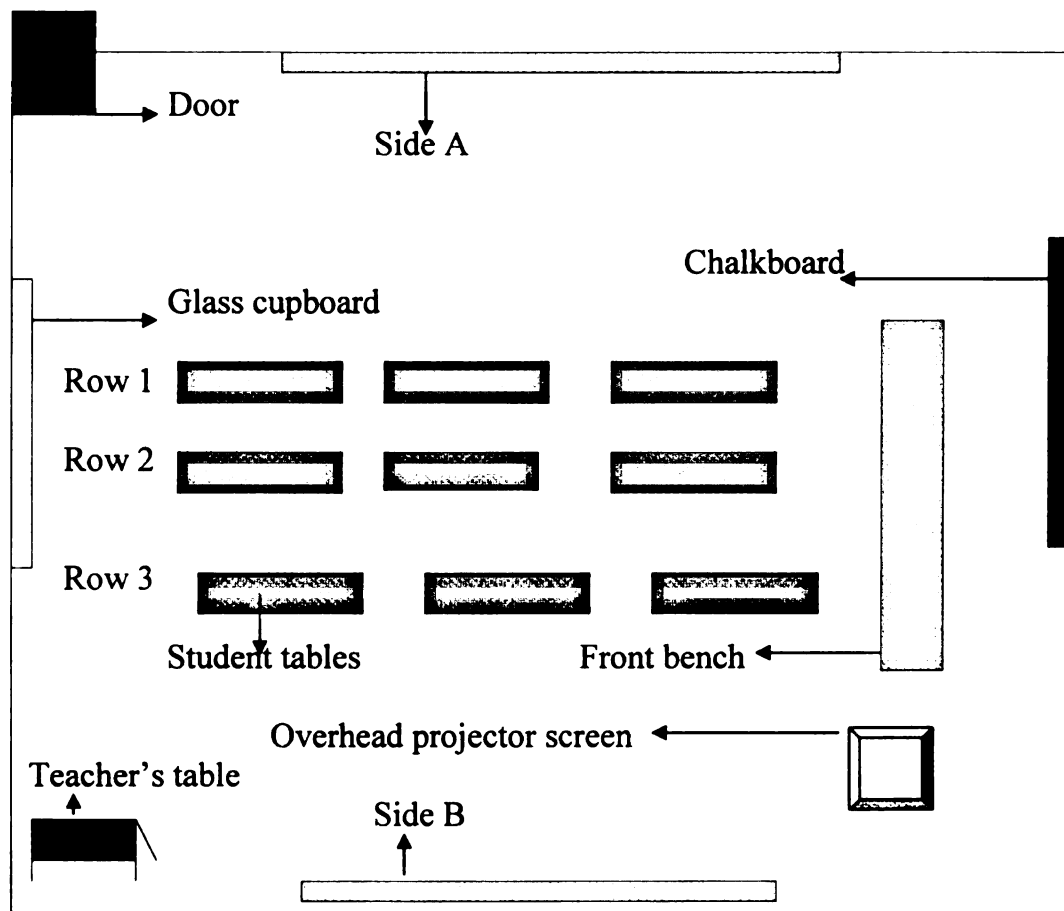 Door
Side A
Chalkboard
Glass cupboard
Row 1
Row 2
Row 3
Student tables
Front bench
Overhead projector screen
Teacher's table
Side B